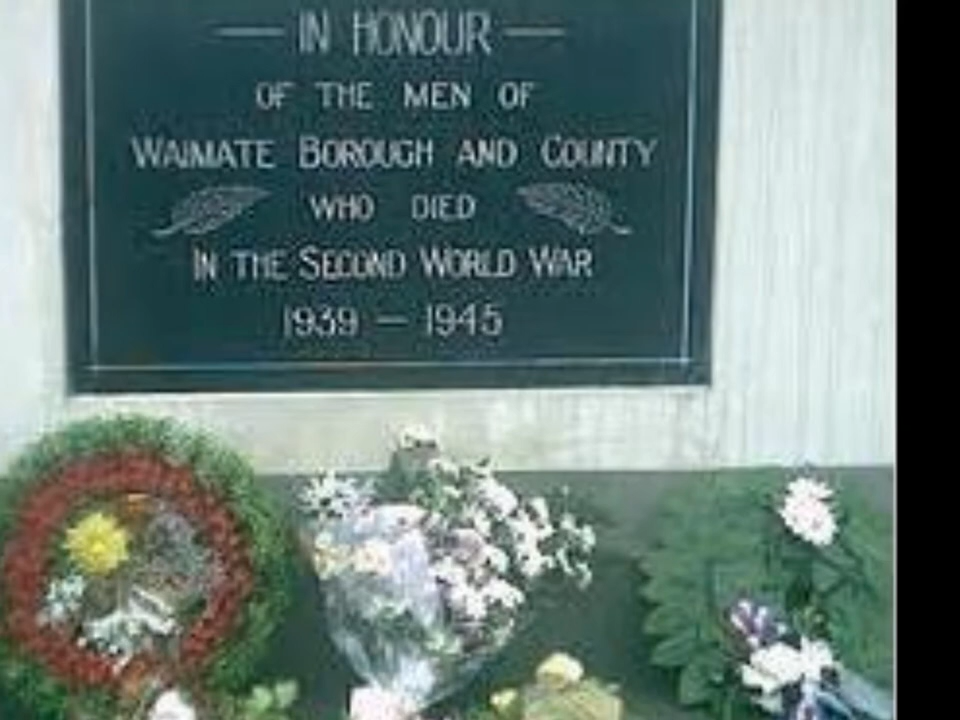 IN HONOUR
OF THE MEN OF
WAIMATE BOROUGH AND COUNTY
WHO DIED
IN THE SECOND WORLD WAR
1939 — 1945